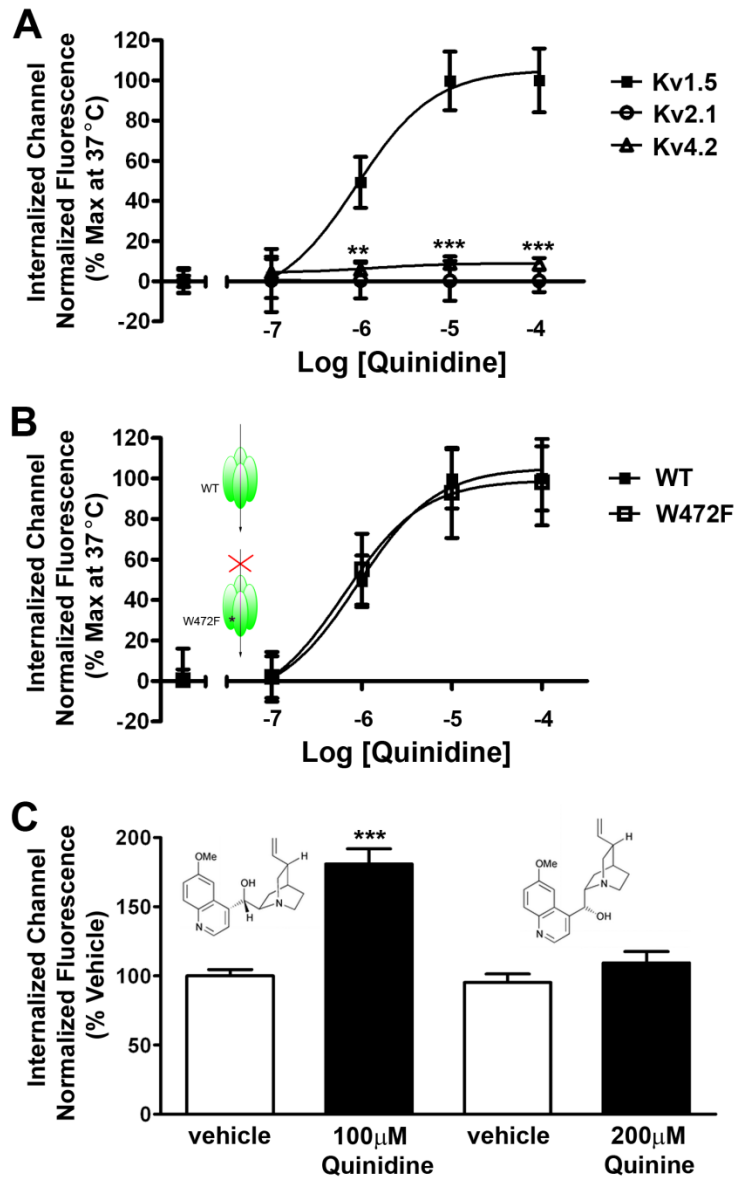 A
Internalized Channel
Normalized Fluorescence
(% Max at 37°C)
120
100
80
60
40
20
0
-20
** *** ***
-7 -6 -5 -4
Log [Quinidine]
Kv1.5
Kv2.1
Kv4.2
B
Internalized Channel
Normalized Fluorescence
(% Max at 37°C)
120
100
80
60
40
20
0
-20
WT
W472F
*
-7 -6 -5 -4
Log [Quinidine]
WT
W472F
C
Internalized Channel
Normalized Fluorescence
(% Vehicle)
200
150
100
50
0
***
OMe
OH
H
N
H
N
OMe
H
N
OH
N
vehicle
100μM
Quinidine
vehicle
200μM
Quinine